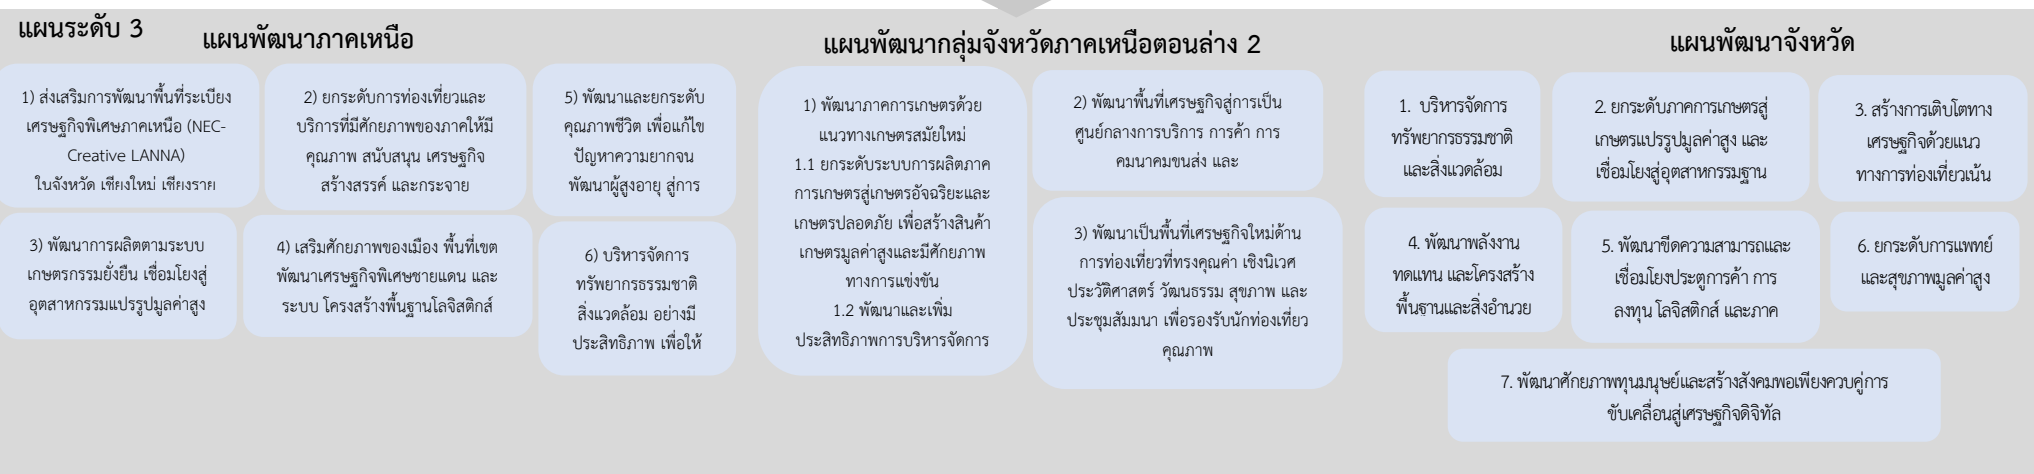 แผนระดับ 3
แผนพัฒนาภาคเหนือ
1) ส่งเสริมการพัฒนาพื้นที่ระเบียง
เศรษฐกิจพิเศษภาคเหนือ (NEC-
Creative LANNA)
ในจังหวัด เชียงใหม่ เชียงราย
2) ยกระดับการท่องเที่ยวและ
บริการที่มีศักยภาพของภาคให้มี
คุณภาพ สนับสนุน เศรษฐกิจ
สร้างสรรค์ และกระจาย
5) พัฒนาและยกระดับ
คุณภาพชีวิต เพื่อแก้ไข
ปัญหาความยากจน
พัฒนาผู้สูงอายุ สู่การ
3) พัฒนาการผลิตตามระบบ
เกษตรกรรมยั่งยืน เชื่อมโยงสู่
อุตสาหกรรมแปรรูปมูลค่าสูง
4) เสริมศักยภาพของเมือง พื้นที่เขต
พัฒนาเศรษฐกิจพิเศษชายแดน และ
ระบบ โครงสร้างพื้นฐานโลจิสติกส์
6) บริหารจัดการ
ทรัพยากรธรรมชาติ
สิ่งแวดล้อม อย่างมี
ประสิทธิภาพ เพื่อให้
แผนพัฒนากลุ่มจังหวัดภาคเหนือตอนล่าง 2
1) พัฒนาภาคการเกษตรด้วย
แนวทางเกษตรสมัยใหม่
1.1 ยกระดับระบบการผลิตภาค
การเกษตรสู่เกษตรอัจฉริยะและ
เกษตรปลอดภัย เพื่อสร้างสินค้า
เกษตรมูลค่าสูงและมีศักยภาพ
ทางการแข่งขัน
1.2 พัฒนาและเพิ่ม
ประสิทธิภาพการบริหารจัดการ
2) พัฒนาพื้นที่เศรษฐกิจสู่การเป็น
ศูนย์กลางการบริการ การค้า การ
คมนาคมขนส่ง และ
3) พัฒนาเป็นพื้นที่เศรษฐกิจใหม่ด้าน
การท่องเที่ยวที่ทรงคุณค่า เชิงนิเวศ
ประวัติศาสตร์ วัฒนธรรม สุขภาพ และ
ประชุมสัมมนา เพื่อรองรับนักท่องเที่ยว
คุณภาพ
แผนพัฒนาจังหวัด
1. บริหารจัดการ
ทรัพยากรธรรมชาติ
และสิ่งแวดล้อม
2. ยกระดับภาคการเกษตรสู่
เกษตรแปรรูปมูลค่าสูง และ
เชื่อมโยงสู่อุตสาหกรรมฐาน
3. สร้างการเติบโตทาง
เศรษฐกิจด้วยแนว
ทางการท่องเที่ยวเน้น
4. พัฒนาพลังงาน
ทดแทน และโครงสร้าง
พื้นฐานและสิ่งอำนวย
5. พัฒนาขีดความสามารถและ
เชื่อมโยงประตูการค้า การ
ลงทุน โลจิสติกส์ และภาค
6. ยกระดับการแพทย์
และสุขภาพมูลค่าสูง
7. พัฒนาศักยภาพทุนมนุษย์และสร้างสังคมพอเพียงควบคู่การ
ขับเคลื่อนสู่เศรษฐกิจดิจิทัล